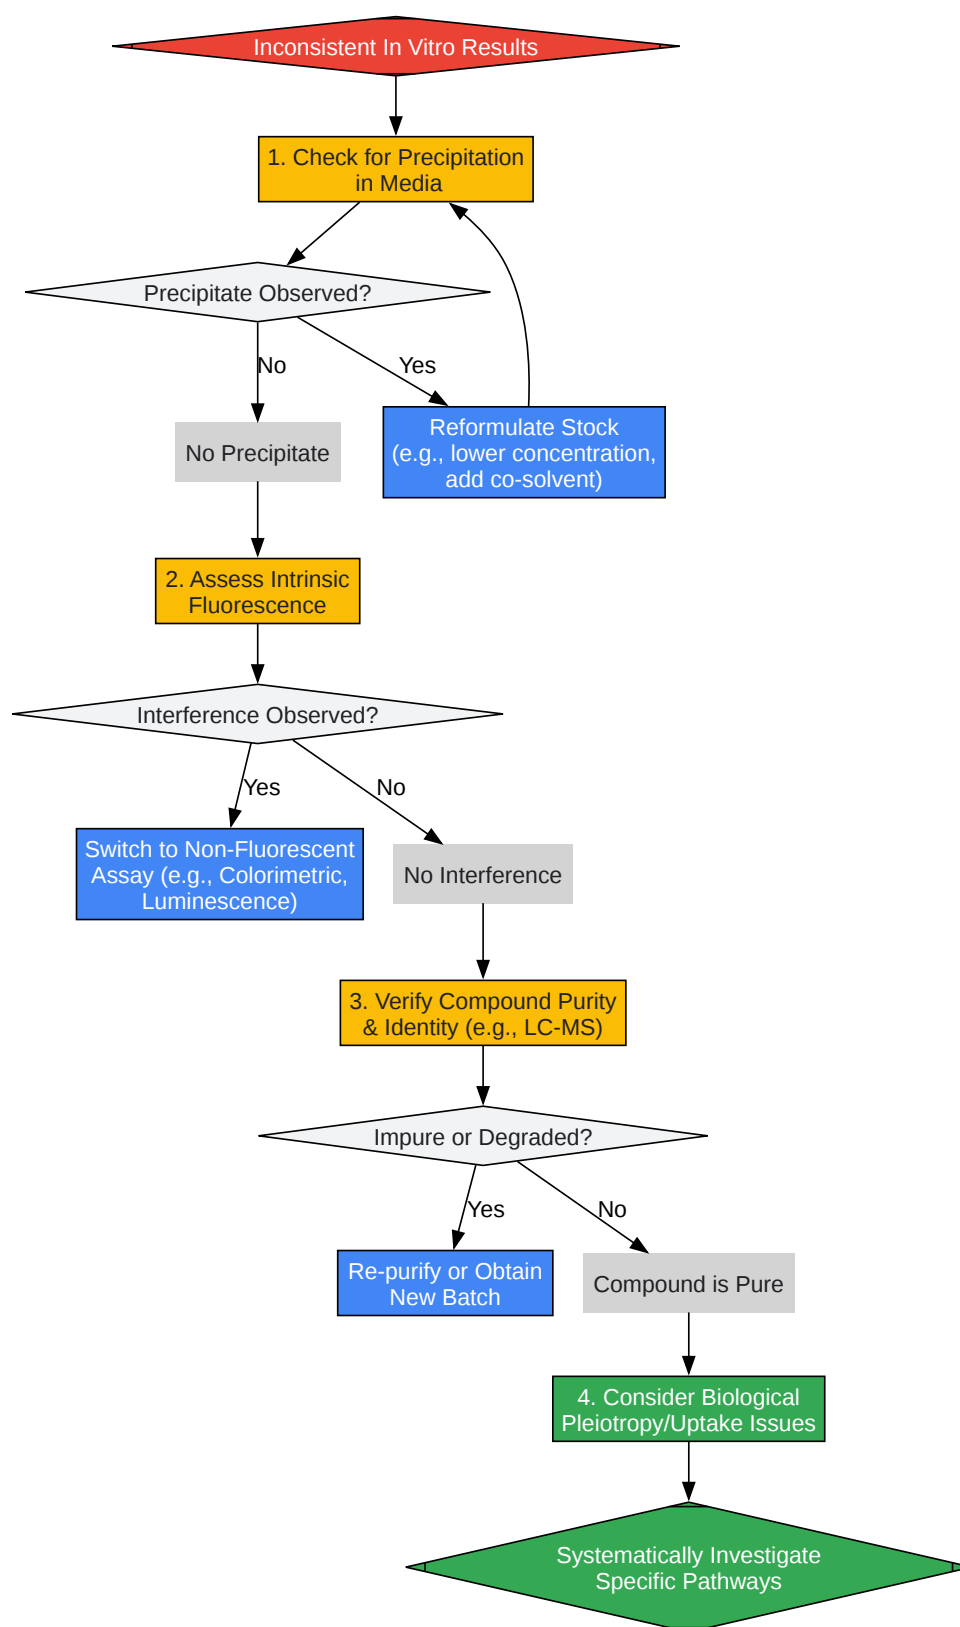 Inconsistent In Vitro Results
1. Check for Precipitation
in Media
Precipitate Observed?
No
Yes
Reformulate Stock
(e.g., lower concentration,
add co-solvent)
No Precipitate
2. Assess Intrinsic
Fluorescence
Interference Observed?
Yes
No
Switch to Non-Fluorescent
Assay (e.g., Colorimetric,
Luminescence)
No Interference
3. Verify Compound Purity
& Identity (e.g., LC-MS)
Impure or Degraded?
Yes
No
Re-purify or Obtain
New Batch
Compound is Pure
4. Consider Biological
Pleiotropy/Uptake Issues
Systematically Investigate
Specific Pathways